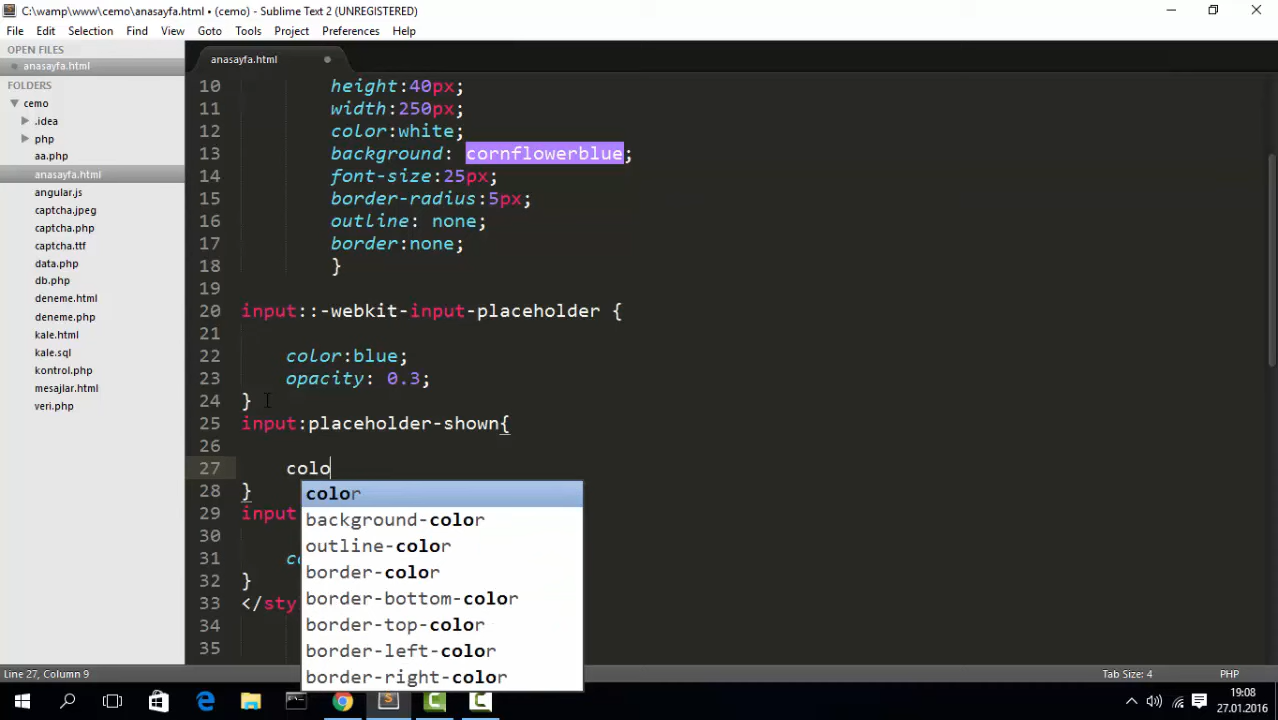 C:\wamp\www\cemo\anasayfa.html • (cemo) - Sublime Text 2 (UNREGISTERED)
File Edit Selection Find View Goto Tools Project Preferences Help
OPEN FILES
anasayfa.html
FOLDERS
cemo
.idea
php
aa.php
anasayfa.html
angular.js
captcha.jpeg
captcha.php
captcha.ttf
data.php
db.php
deneme.html
deneme.php
kale.html
kale.sql
kontrol.php
mesajlar.html
veri.php
anasayfa.html
10 height:40px;
11 width:250px;
12 color:white;
13 background: cornflowerblue;
14 font-size:25px;
15 border-radius:5px;
16 outline: none;
17 border:none;
18 }
19
20 input::-webkit-input-placeholder {
21
22 color:blue;
23 opacity: 0.3;
24 }
25 input:placeholder-shown{
26
27 colo
28 }
29 input
30
31 co
32 }
33 </sty
34
35
color
background-color
outline-color
border-color
border-bottom-color
border-top-color
border-left-color
border-right-color
Line 27, Column 9
Tab Size: 4
PHP
19:08
27.01.2016